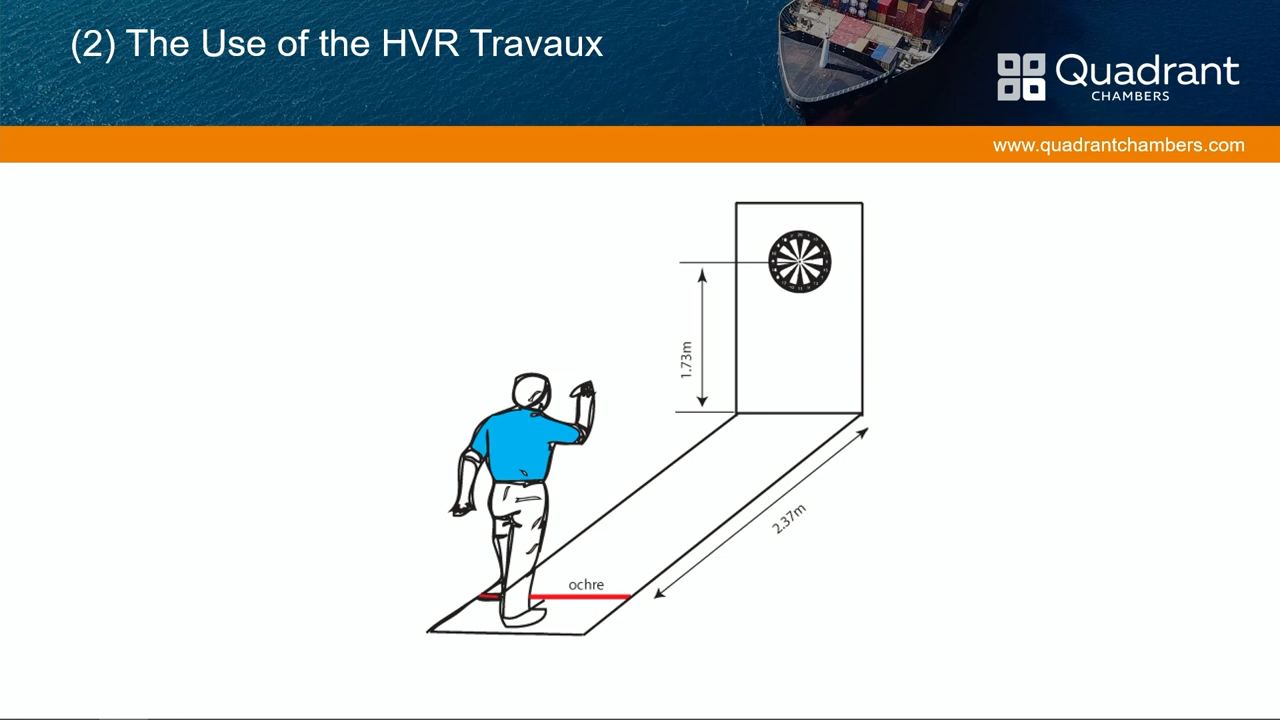 (2) The Use of the HVR Travaux
Quadrant
CHAMBERS
www.quadrantchambers.com
1.73m
2.37m
ochre